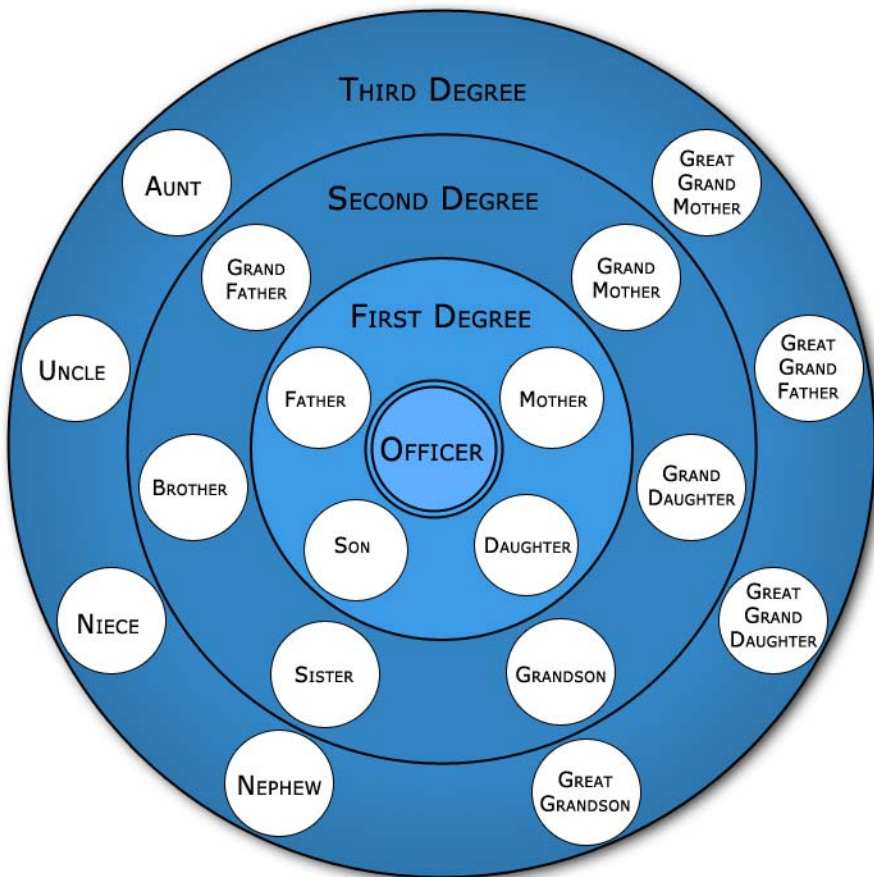 Third Degree
Aunt
Great
Grand
Mother
Second Degree
Grand
Father
Grand
Mother
First Degree
Uncle
Great
Grand
Father
Father
Mother
Officer
Brother
Grand
Daughter
Son
Daughter
Niece
Great
Grand
Daughter
Sister
Grandson
Nephew
Great
Grandson